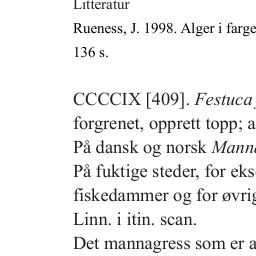 Litteratur
Rueness, J. 1998. Alger i farge
136 s.
CCCCIX [409]. Festuca
forgrenet, opprett topp; a
På dansk og norsk Manna
På fuktige steder, for eks
fiskedammer og for øvrig
Linn. i itin. scan.
Det mannagress som er a